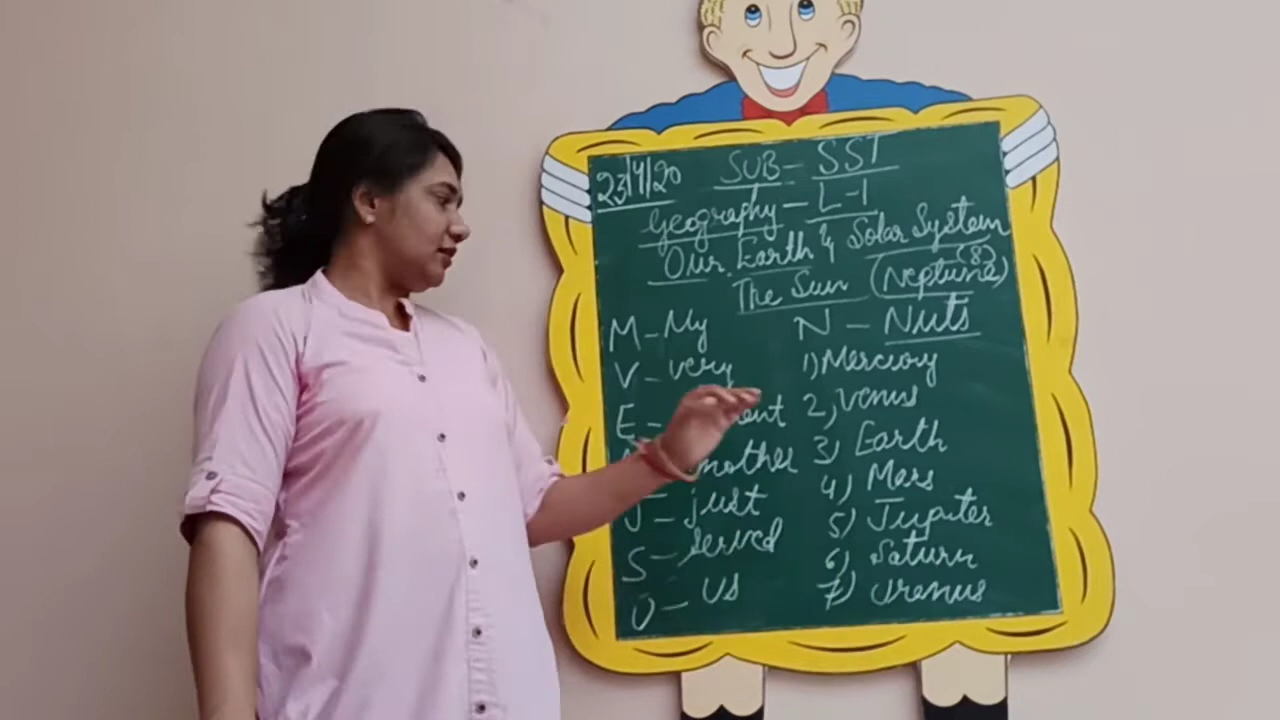 23/4/20 SUB - SST
Geography - L-1
Our Earth & Solar System
The Sun (Neptune) (8)
M - My
V - very
E -
mother
J - just
S - served
U - us
N - Nuts
1) Mercury
2) Venus
3) Earth
4) Mars
5) Jupiter
6) Saturn
7) Uranus